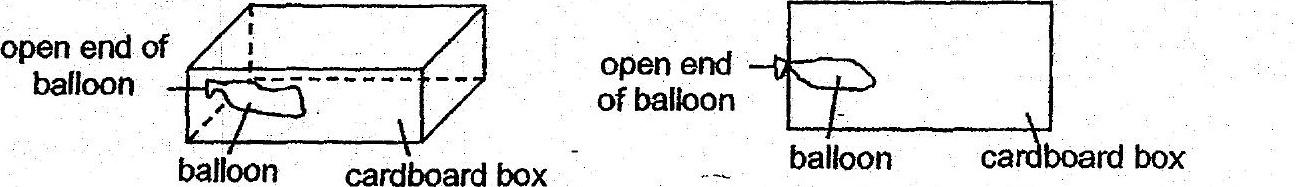 open end of
balloon
balloon
cardboard box
open end
of balloon
balloon
cardboard box